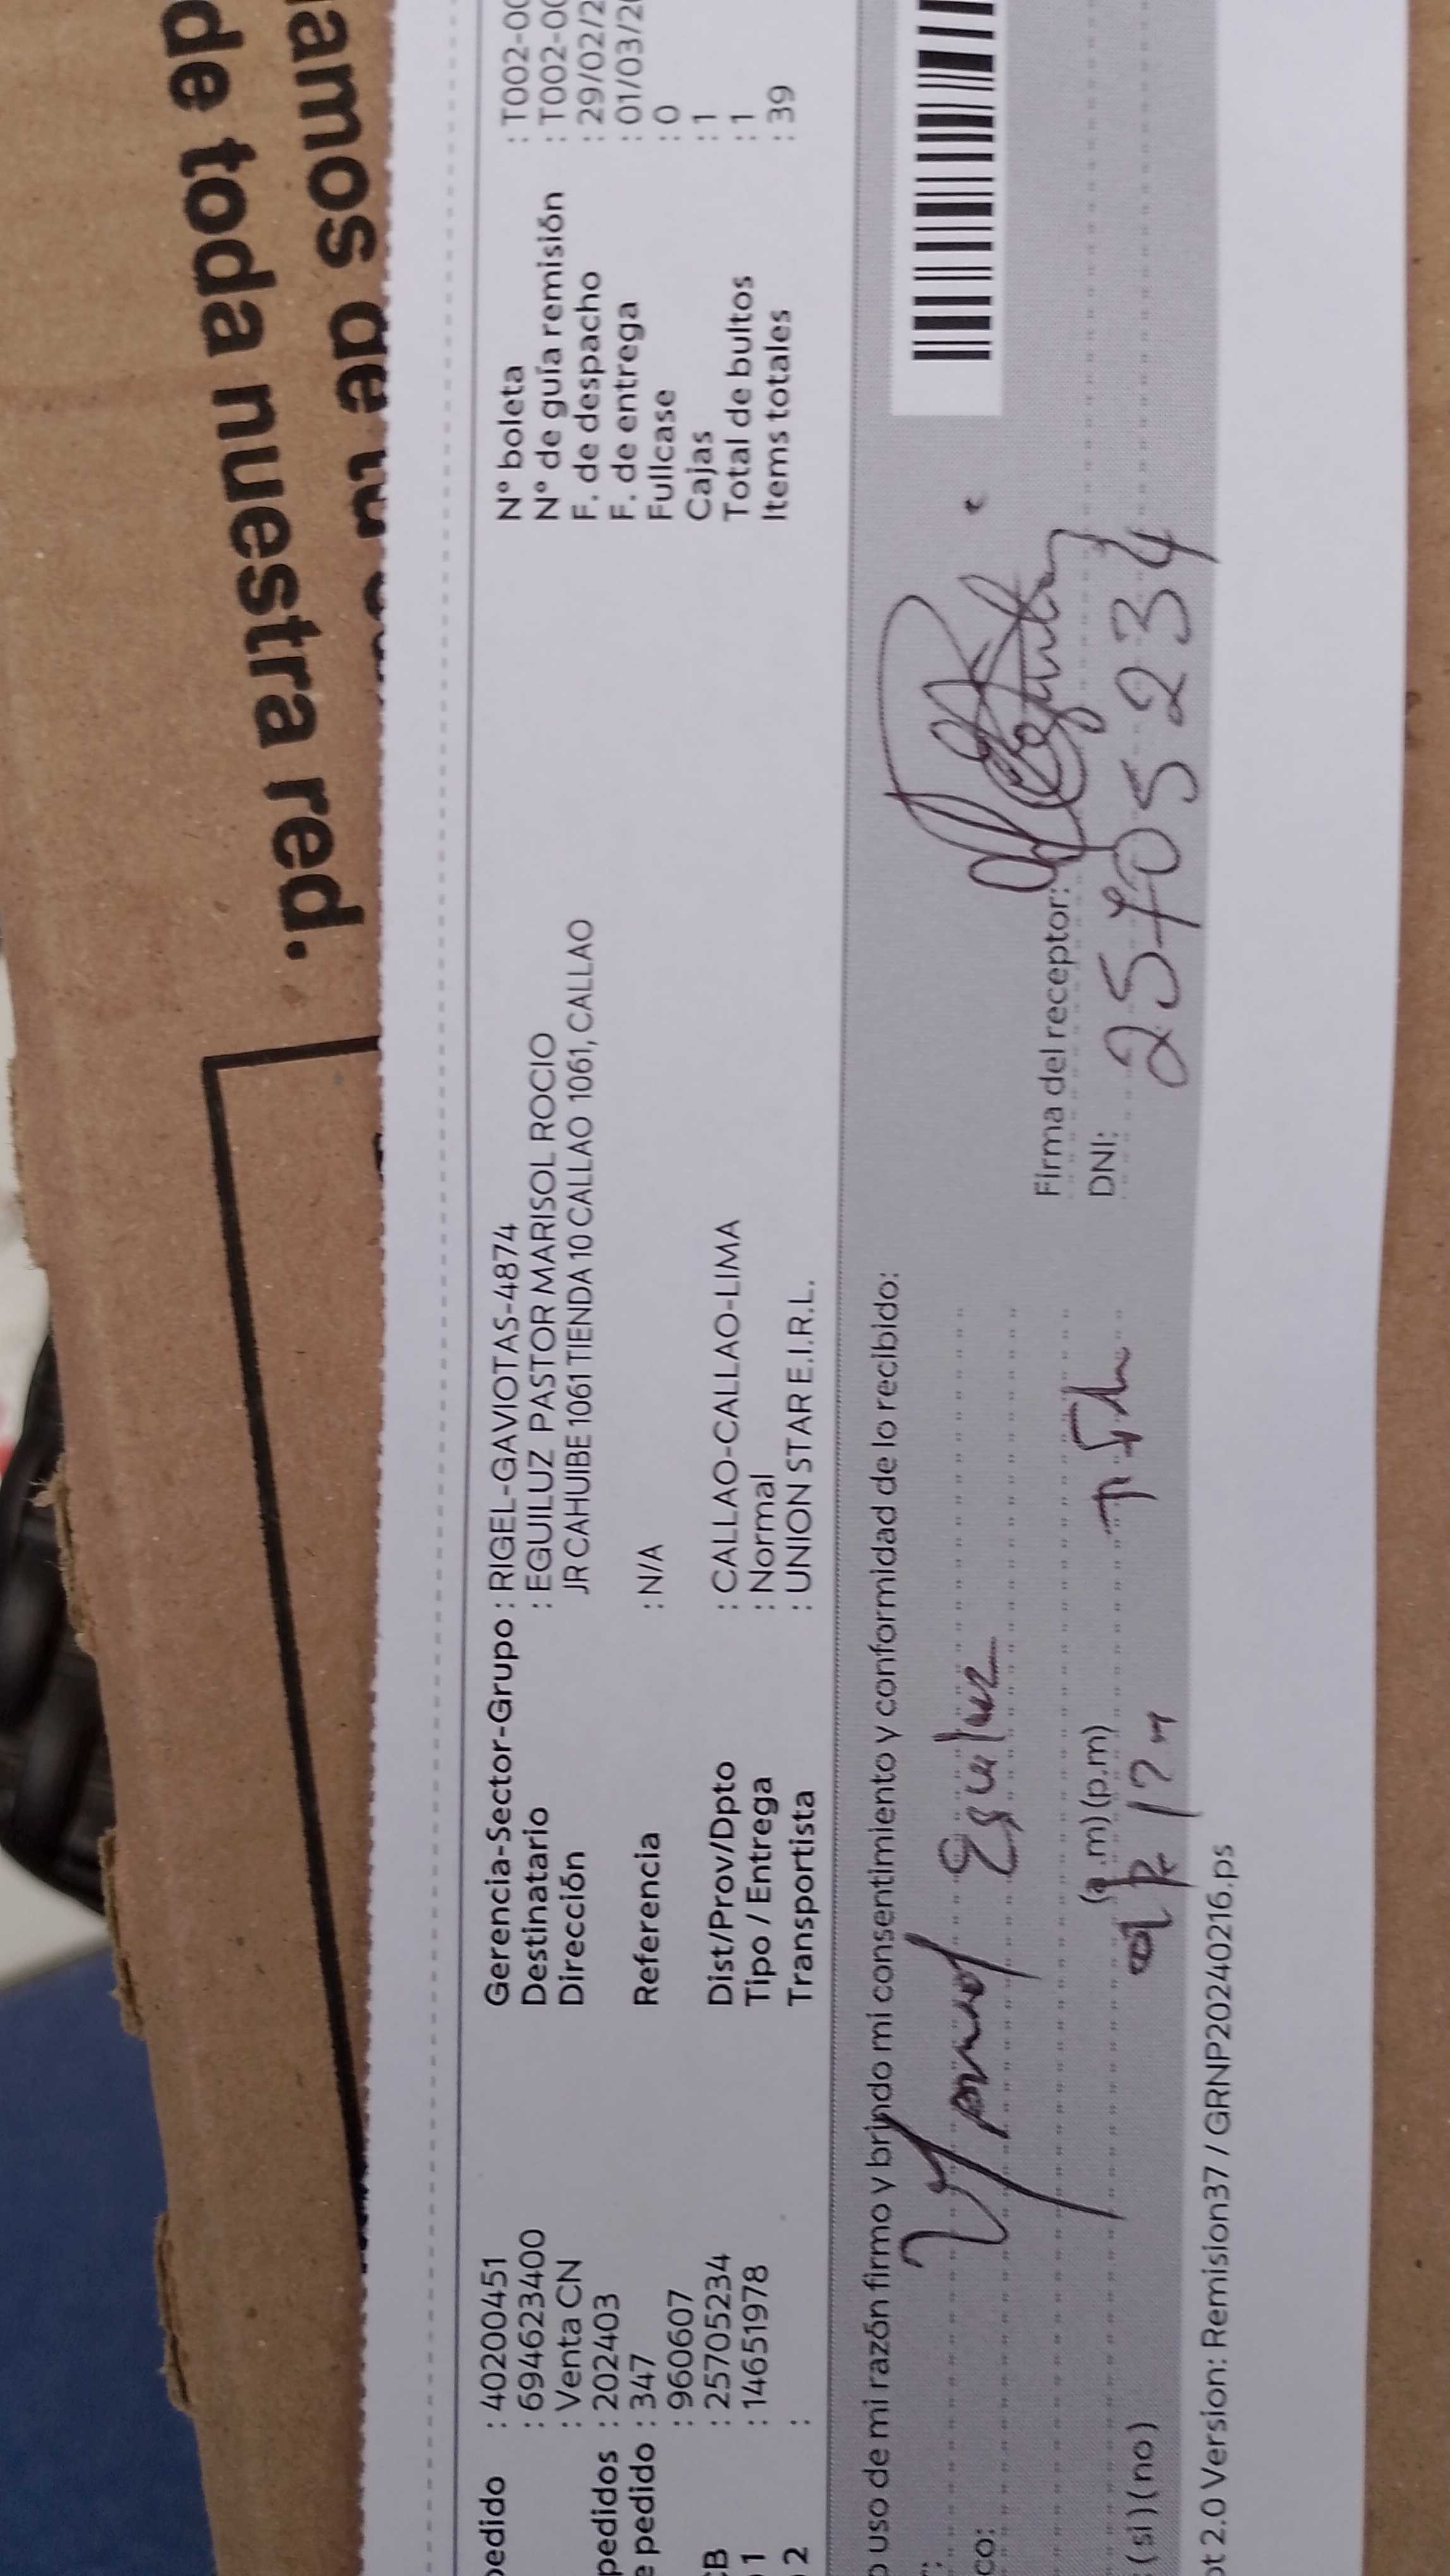 amos de tu
de toda nuestra red.
pedido : 40200451
: 694623400
: Venta CN
pedidos : 202403
e pedido : 347
: 960607
CB : 25705234
1 : 14651978
2 :
Gerencia-Sector-Grupo : RIGEL-GAVIOTAS-4874
Destinatario : EGUILUZ PASTOR MARISOL ROCIO
Dirección JR CAHUIBE 1061 TIENDA 10 CALLAO 1061, CALLAO
Referencia : N/A
Dist/Prov/Dpto : CALLAO-CALLAO-LIMA
Tipo / Entrega : Normal
Transportista : UNION STAR E.I.R.L.
N° boleta : T002-00
N° de guía remisión : T002-00
F. de despacho : 29/02/2
F. de entrega : 01/03/20
Fullcase : 0
Cajas : 1
Total de bultos : 1
Items totales : 39
o uso de mi razón firmo y brindo mi consentimiento y conformidad de lo recibido:
Eguiluz
co:
Firma del receptor:
(si) (no) (a.m) (p.m) DNI: 25705234
ot 2.0 Version: Remision37 / GRNP20240216.ps